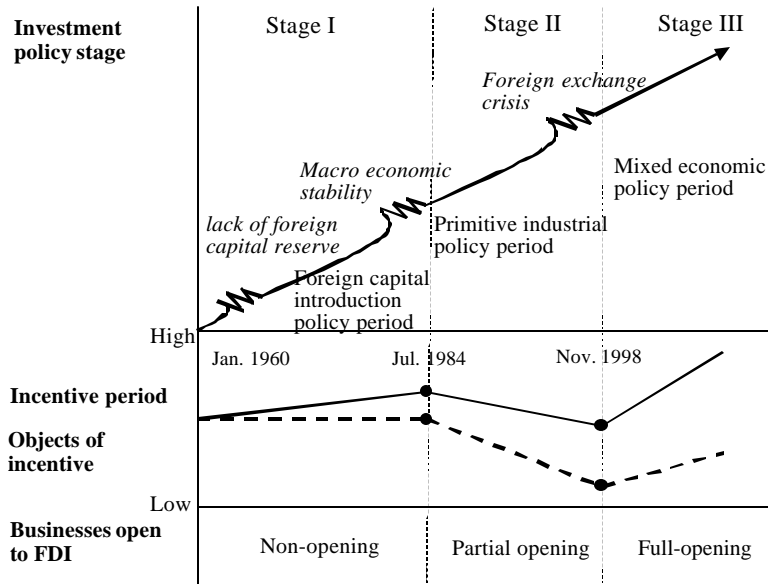 Investment
policy stage
Stage I
Stage II
Stage III
Foreign exchange
crisis
Macro economic
stability
Mixed economic
policy period
lack of foreign
capital reserve
Primitive industrial
policy period
Foreign capital
introduction
policy period
High
Jan. 1960
Jul. 1984
Nov. 1998
Incentive period
Objects of
incentive
Low
Businesses open
to FDI
Non-opening
Partial opening
Full-opening